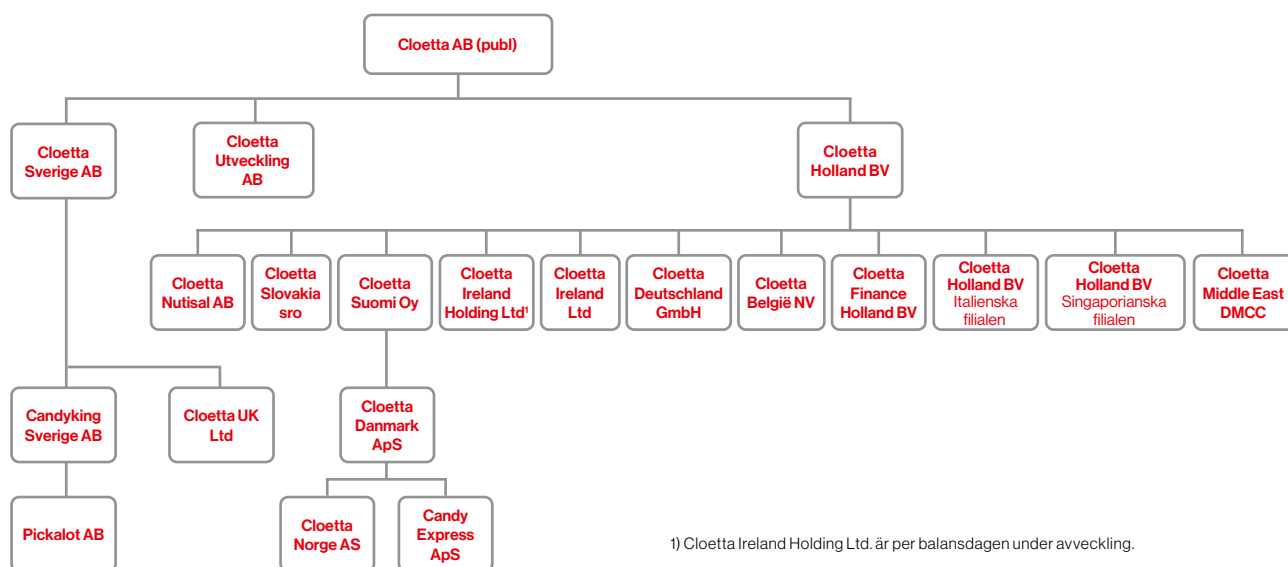 Cloetta AB (publ)
Cloetta
Sverige AB
Cloetta
Utveckling
AB
Cloetta
Holland BV
Cloetta
Nutisal AB
Cloetta
Slovakia
sro
Cloetta
Suomi Oy
Cloetta
Ireland
Holding Ltd¹
Cloetta
Ireland
Ltd
Cloetta
Deutschland
GmbH
Cloetta
België NV
Cloetta
Finance
Holland BV
Cloetta
Holland BV
Italienska
filialen
Cloetta
Holland BV
Singaporianska
filialen
Cloetta
Middle East
DMCC
Candyking
Sverige AB
Cloetta UK
Ltd
Cloetta
Danmark
ApS
Pickalot AB
Cloetta
Norge AS
Candy
Express
ApS
1) Cloetta Ireland Holding Ltd. är per balansdagen under avveckling.